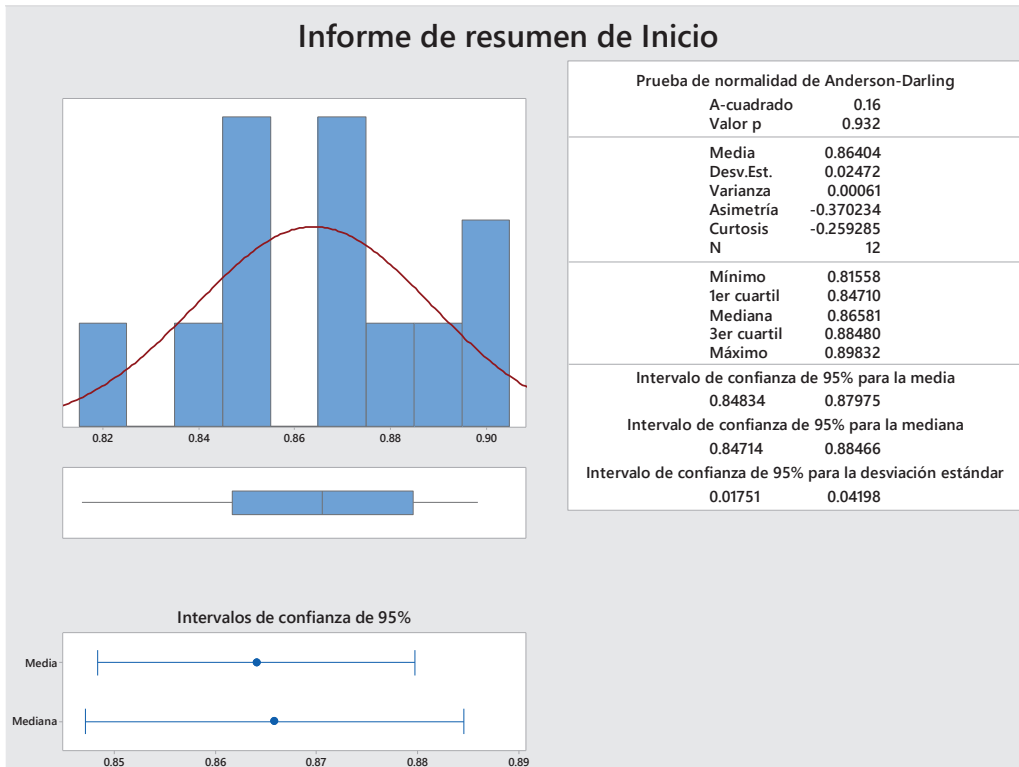 Informe de resumen de Inicio
Prueba de normalidad de Anderson-Darling
A-cuadrado 0.16
Valor p 0.932
Media 0.86404
Desv.Est. 0.02472
Varianza 0.00061
Asimetría -0.370234
Curtosis -0.259285
N 12
Mínimo 0.81558
1er cuartil 0.84710
Mediana 0.86581
3er cuartil 0.88480
Máximo 0.89832
Intervalo de confianza de 95% para la media
0.84834 0.87975
Intervalo de confianza de 95% para la mediana
0.84714 0.88466
Intervalo de confianza de 95% para la desviación estándar
0.01751 0.04198
0.82 0.84 0.86 0.88 0.90
Intervalos de confianza de 95%
Media
Mediana
0.85 0.86 0.87 0.88 0.89